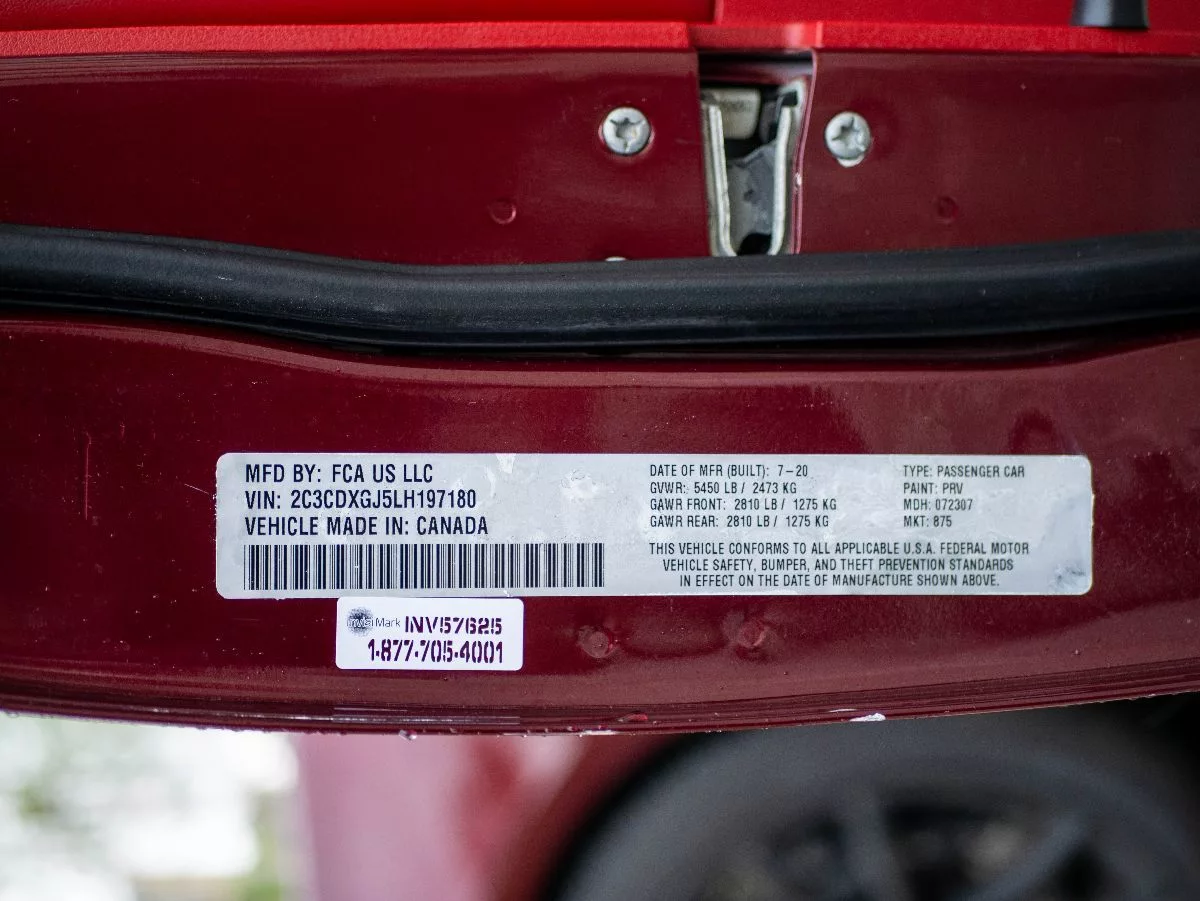 MFD BY: FCA US LLC
VIN: 2C3CDXGJ5LH197180
VEHICLE MADE IN: CANADA
DATE OF MFR (BUILT): 7-20
GVWR: 5450 LB / 2473 KG
GAWR FRONT: 2810 LB / 1275 KG
GAWR REAR: 2810 LB / 1275 KG
TYPE: PASSENGER CAR
PAINT: PRV
MDH: 072307
MKT: 875
THIS VEHICLE CONFORMS TO ALL APPLICABLE U.S.A. FEDERAL MOTOR
VEHICLE SAFETY, BUMPER, AND THEFT PREVENTION STANDARDS
IN EFFECT ON THE DATE OF MANUFACTURE SHOWN ABOVE.
InvisiMark INV57625
1-877-705-4001